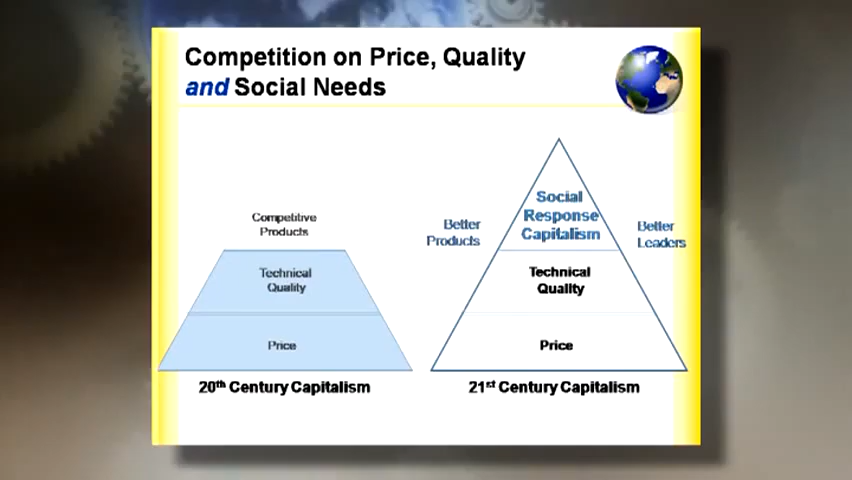 Competition on Price, Quality
and Social Needs
Competitive
Products
Technical
Quality
Price
20th Century Capitalism
Better
Products
Social
Response
Capitalism
Better
Leaders
Technical
Quality
Price
21st Century Capitalism